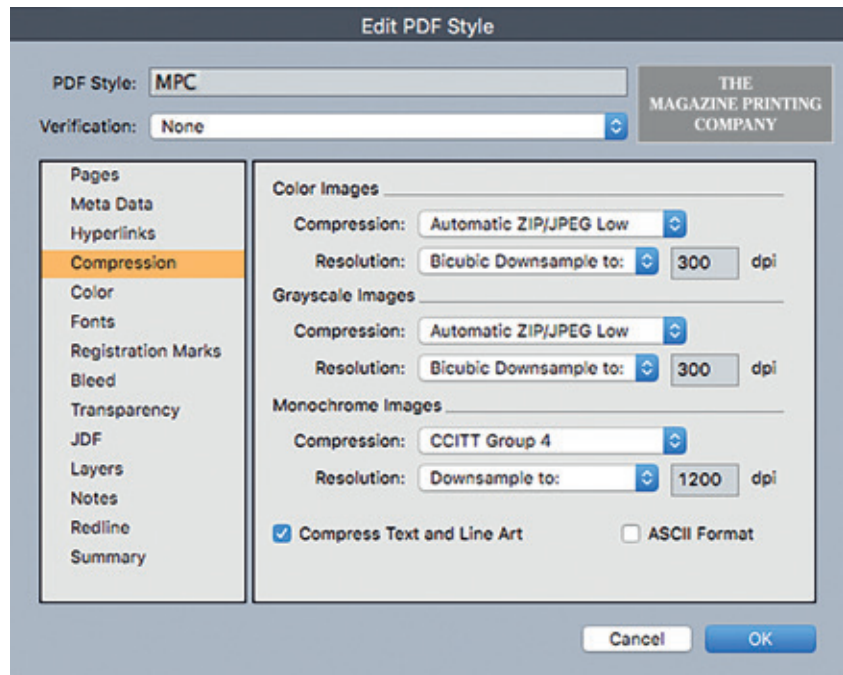 Edit PDF Style
PDF Style: MPC
THE
MAGAZINE PRINTING
COMPANY
Verification: None
Pages
Meta Data
Hyperlinks
Compression
Color
Fonts
Registration Marks
Bleed
Transparency
JDF
Layers
Notes
Redline
Summary
Color Images
Compression: Automatic ZIP/JPEG Low
Resolution: Bicubic Downsample to: 300 dpi
Grayscale Images
Compression: Automatic ZIP/JPEG Low
Resolution: Bicubic Downsample to: 300 dpi
Monochrome Images
Compression: CCITT Group 4
Resolution: Downsample to: 1200 dpi
Compress Text and Line Art ASCII Format
Cancel OK